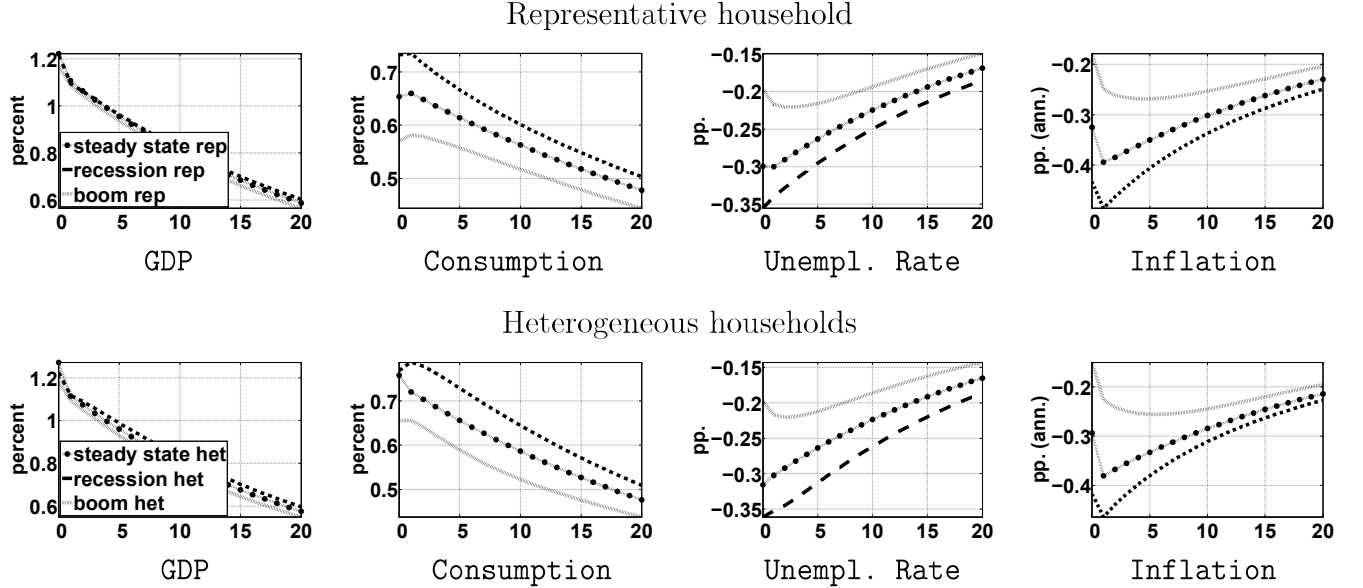 Representative household
percent
1.2
1
0.8
0.6
steady state rep
recession rep
boom rep
0 5 10 15 20
GDP
percent
0.7
0.6
0.5
0 5 10 15 20
Consumption
pp.
−0.15
−0.2
−0.25
−0.3
−0.35
0 5 10 15 20
Unempl. Rate
pp. (ann.)
−0.2
−0.3
−0.4
0 5 10 15 20
Inflation
Heterogeneous households
percent
1.2
1
0.8
0.6
steady state het
recession het
boom het
0 5 10 15 20
GDP
percent
0.7
0.6
0.5
0 5 10 15 20
Consumption
pp.
−0.15
−0.2
−0.25
−0.3
−0.35
0 5 10 15 20
Unempl. Rate
pp. (ann.)
−0.2
−0.3
−0.4
0 5 10 15 20
Inflation